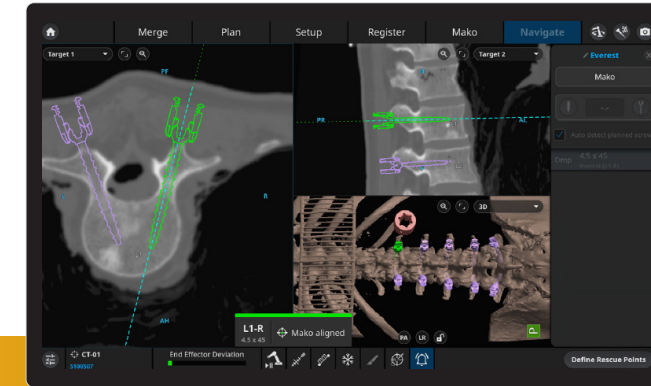 Merge
Plan
Setup
Register
Mako
Navigate
Target 1
PF
R
AH
Target 2
PR
AL
Everest
Mako
-.-
Auto detect planned screw
Dmp
4.5 x 45
3D
PA
LR
P
L1-R
4.5 x 45
Mako aligned
CT-01
End Effector Deviation
Define Rescue Points